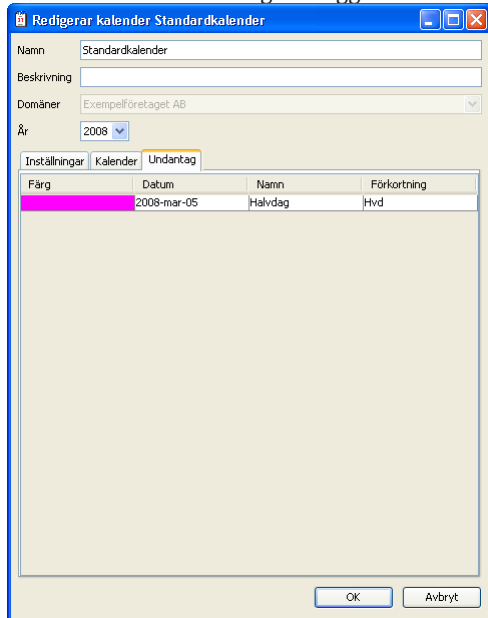 Redigerar kalender Standardkalender
Namn Standardkalender
Beskrivning
Domäner Exempelföretaget AB
År 2008
Inställningar Kalender Undantag
Färg Datum Namn Förkortning
2008-mar-05 Halvdag Hvd
OK Avbryt